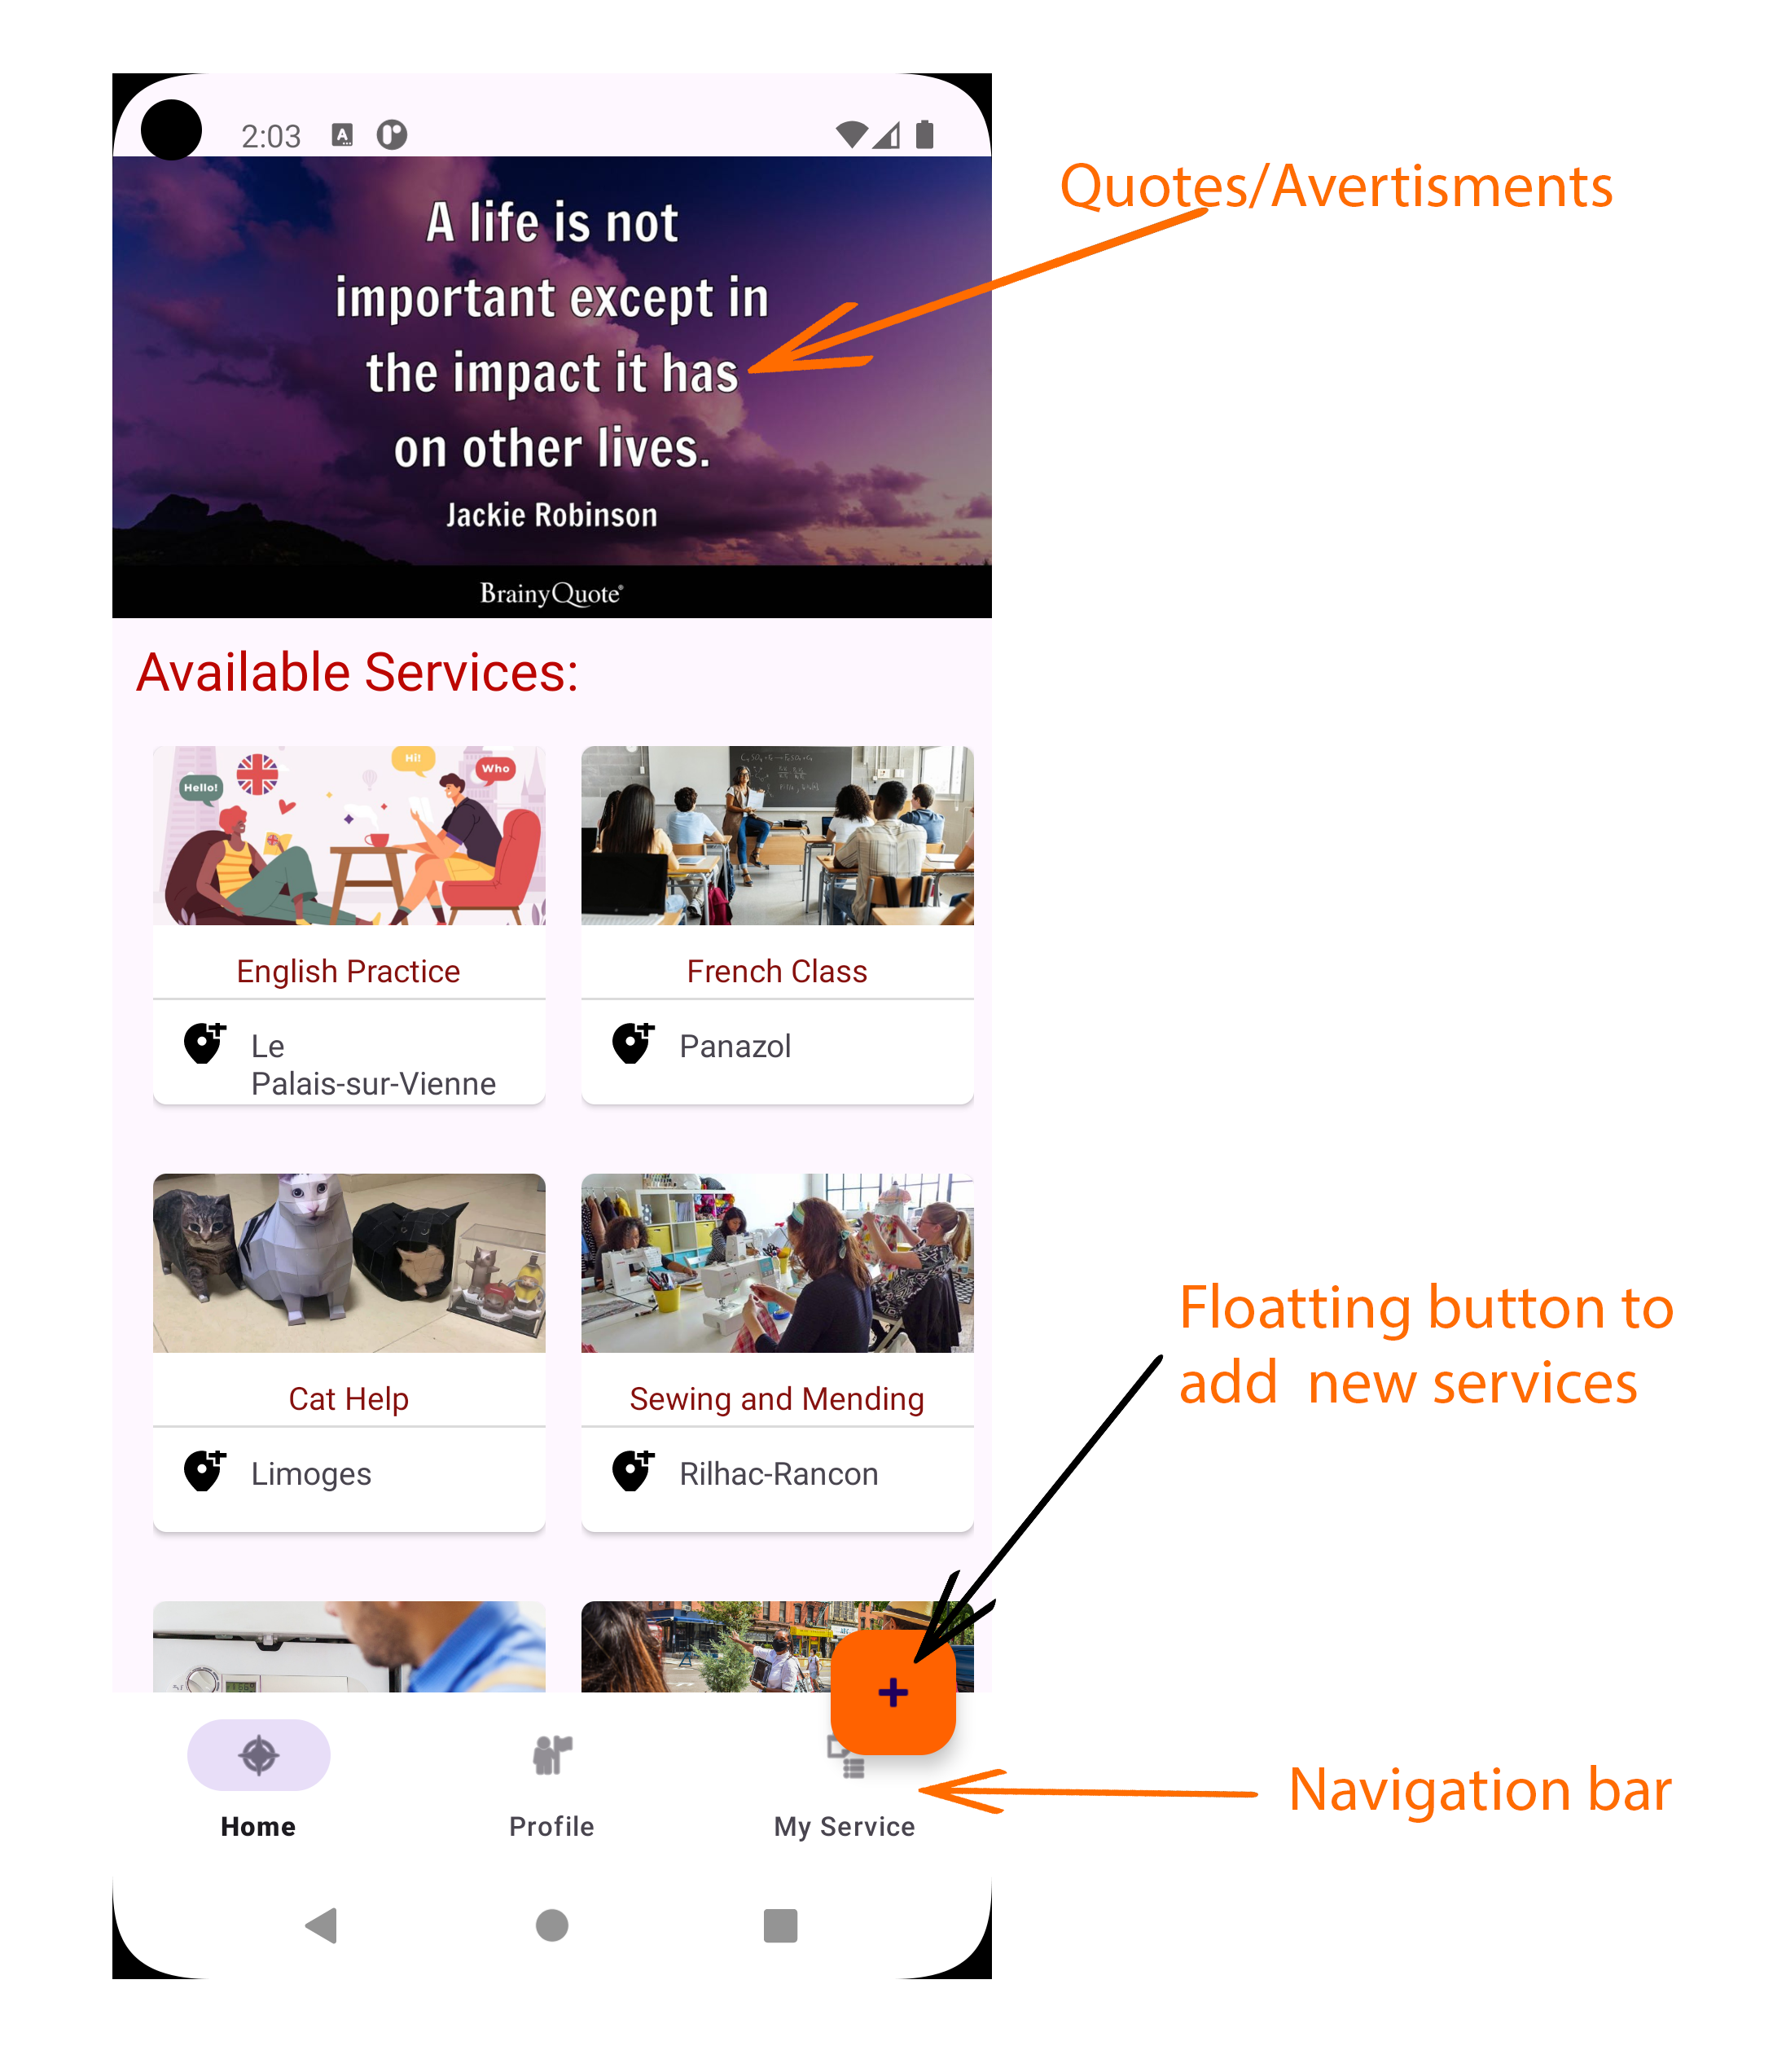 2:03
A
Quotes/Avertisments
A life is not
important except in
the impact it has
on other lives.
Jackie Robinson
BrainyQuote®
Available Services:
Hello!
Hi!
Who
English Practice
French Class
Le
Palais-sur-Vienne
Panazol
Cat Help
Sewing and Mending
Limoges
Rilhac-Rancon
Floatting button to
add new services
+
Navigation bar
Home
Profile
My Service